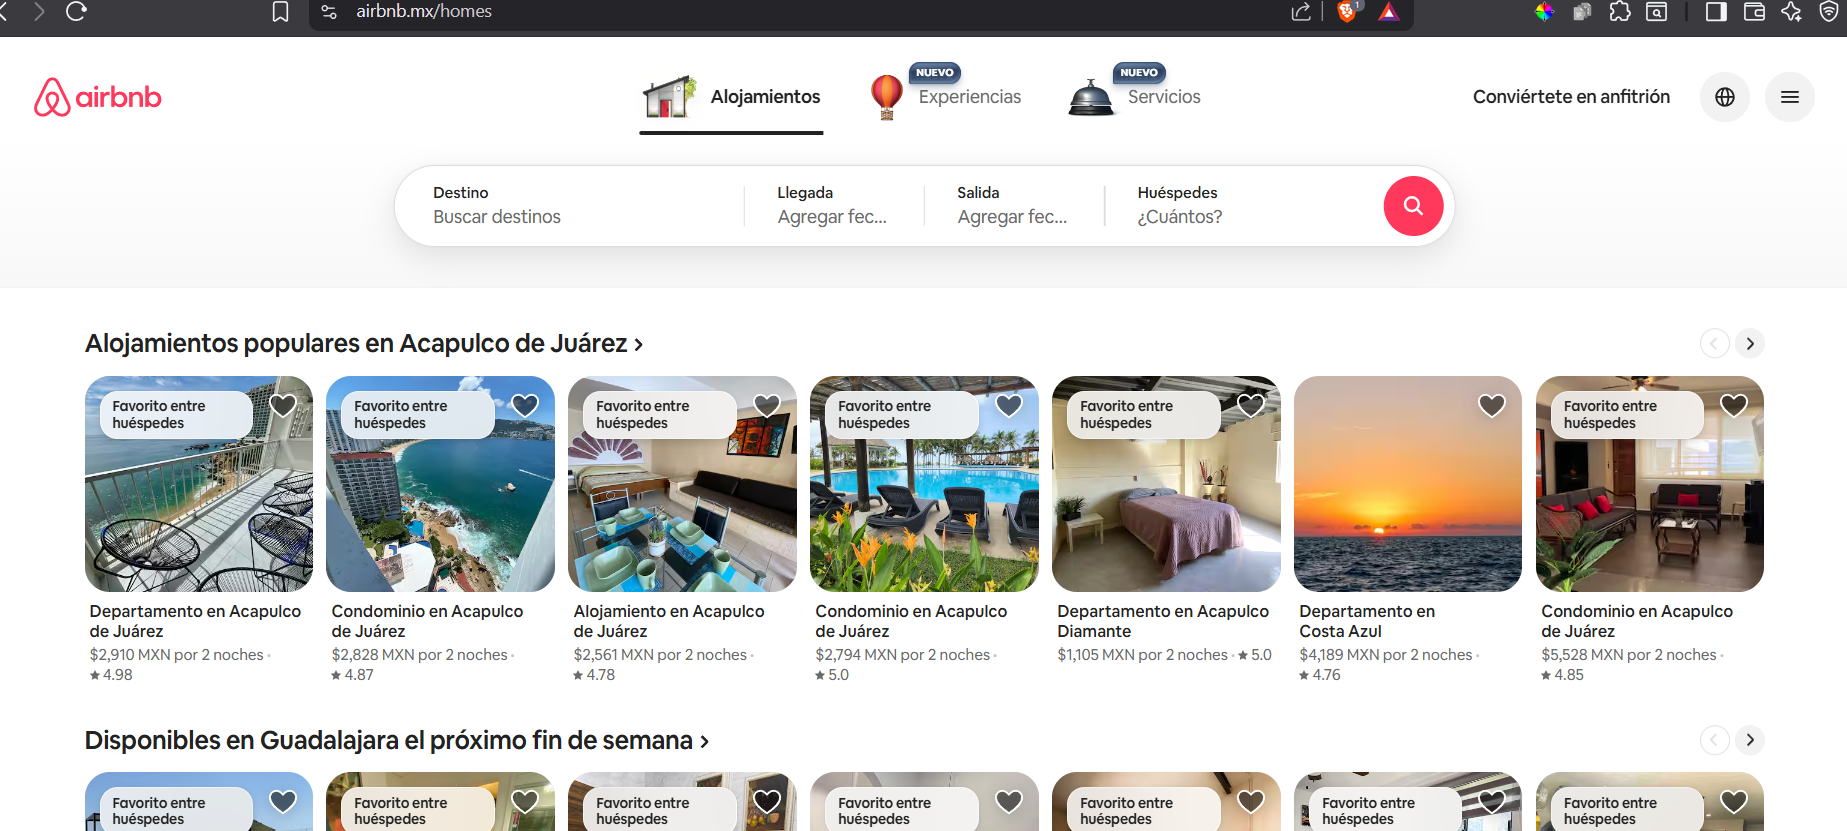 airbnb.mx/homes
1
airbnb
Alojamientos
NUEVO
Experiencias
NUEVO
Servicios
Conviértete en anfitrión
Destino
Buscar destinos
Llegada
Agregar fec...
Salida
Agregar fec...
Huéspedes
¿Cuántos?
Alojamientos populares en Acapulco de Juárez
Favorito entre
huéspedes
Favorito entre
huéspedes
Favorito entre
huéspedes
Favorito entre
huéspedes
Favorito entre
huéspedes
Favorito entre
huéspedes
Departamento en Acapulco
de Juárez
$2,910 MXN por 2 noches ·
★ 4.98
Condominio en Acapulco
de Juárez
$2,828 MXN por 2 noches ·
★ 4.87
Alojamiento en Acapulco
de Juárez
$2,561 MXN por 2 noches ·
★ 4.78
Condominio en Acapulco
de Juárez
$2,794 MXN por 2 noches ·
★ 5.0
Departamento en Acapulco
Diamante
$1,105 MXN por 2 noches · ★ 5.0
Departamento en
Costa Azul
$4,189 MXN por 2 noches ·
★ 4.76
Condominio en Acapulco
de Juárez
$5,528 MXN por 2 noches ·
★ 4.85
Disponibles en Guadalajara el próximo fin de semana
Favorito entre
huéspedes
Favorito entre
huéspedes
Favorito entre
huéspedes
Favorito entre
huéspedes
Favorito entre
huéspedes
Favorito entre
huéspedes
Favorito entre
huéspedes